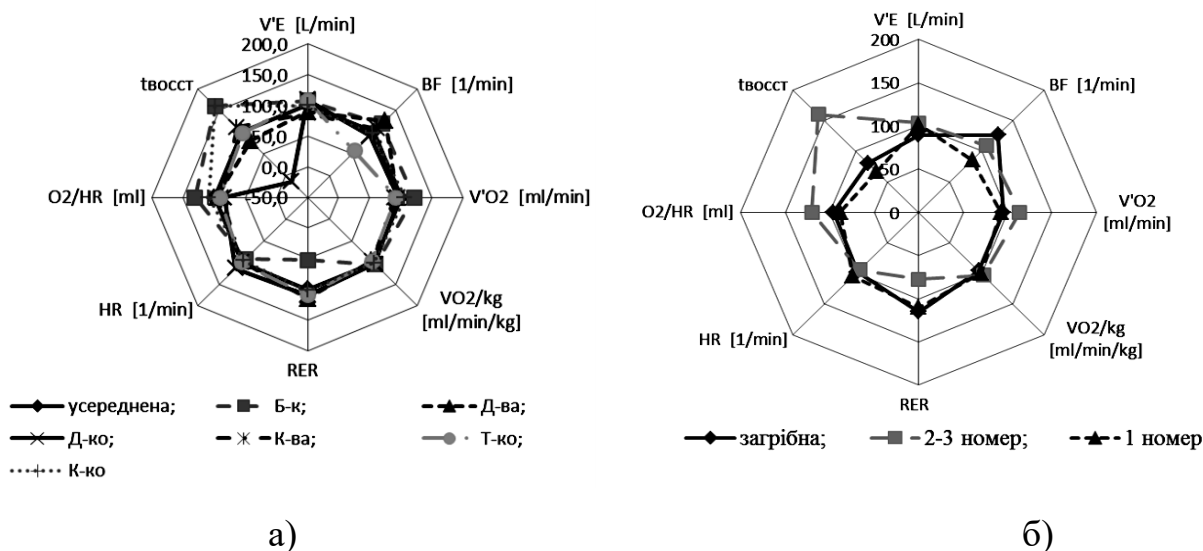 V'E [L/min]
200,0
150,0
100,0
50,0
0,0
-50,0
BF [1/min]
V'O2 [ml/min]
VO2/kg
[ml/min/kg]
RER
HR [1/min]
O2/HR [ml]
tвосст
усереднена; Б-к; Д-ва;
Д-ко; К-ва; Т-ко;
К-ко
а)
V'E [L/min]
200
150
100
50
0
BF [1/min]
V'O2
[ml/min]
VO2/kg
[ml/min/kg]
RER
HR [1/min]
O2/HR [ml]
tвосст
загрібна; 2-3 номер; 1 номер
б)